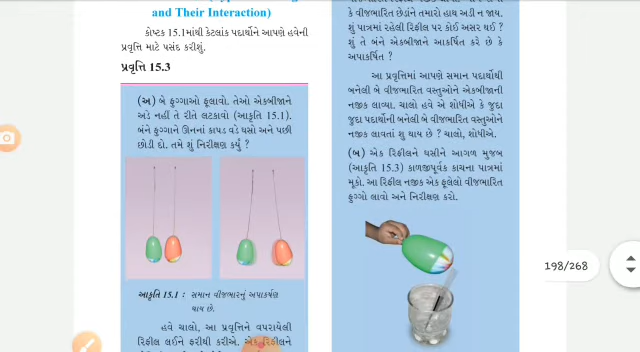 and Their Interaction)
કોષ્ટક 15.1માંથી કેટલાંક પદાર્થોને આપણે હવેની
પ્રવૃત્તિ માટે પસંદ કરીશું.
પ્રવૃત્તિ 15.3
(અ) બે ફુગ્ગાઓ ફૂલાવો. તેઓ એકબીજાને
અડે નહીં તે રીતે લટકાવો (આકૃતિ 15.1).
બંને ફુગ્ગાને ઊનનાં કાપડ વડે ઘસો અને પછી
છોડી દો. તમે શું નિરીક્ષણ કર્યું ?
આકૃતિ 15.1 : સમાન વીજભારનું અપાકર્ષણ
થાય છે.
હવે ચાલો, આ પ્રવૃત્તિને વપરાયેલી
રિફીલ લઈને ફરીથી કરીએ. એક રિફીલને
કે વીજભારિત છેડાંને તમારો હાથ અડી ન જાય.
શું પાત્રમાં રહેલી રિફીલ પર કોઈ અસર થઈ ?
શું તે બંને એકબીજાને આકર્ષિત કરે છે કે
અપાકર્ષિત ?
આ પ્રવૃત્તિમાં આપણે સમાન પદાર્થોથી
બનેલી બે વીજભારિત વસ્તુઓને એકબીજાની
નજીક લાવ્યા. ચાલો હવે એ શોધીએ કે જુદા
જુદા પદાર્થોની બનેલી બે વીજભારિત વસ્તુઓને
નજીક લાવતાં શુ થાય છે ? ચાલો, શોધીએ.
(બ) એક રિફીલને ઘસીને આગળ મુજબ
(આકૃતિ 15.3) કાળજીપૂર્વક કાચના પાત્રમાં
મૂકો. આ રિફીલ નજીક એક ફૂલેલો વીજભારિત
ફુગ્ગો લાવો અને નિરીક્ષણ કરો.
198/268